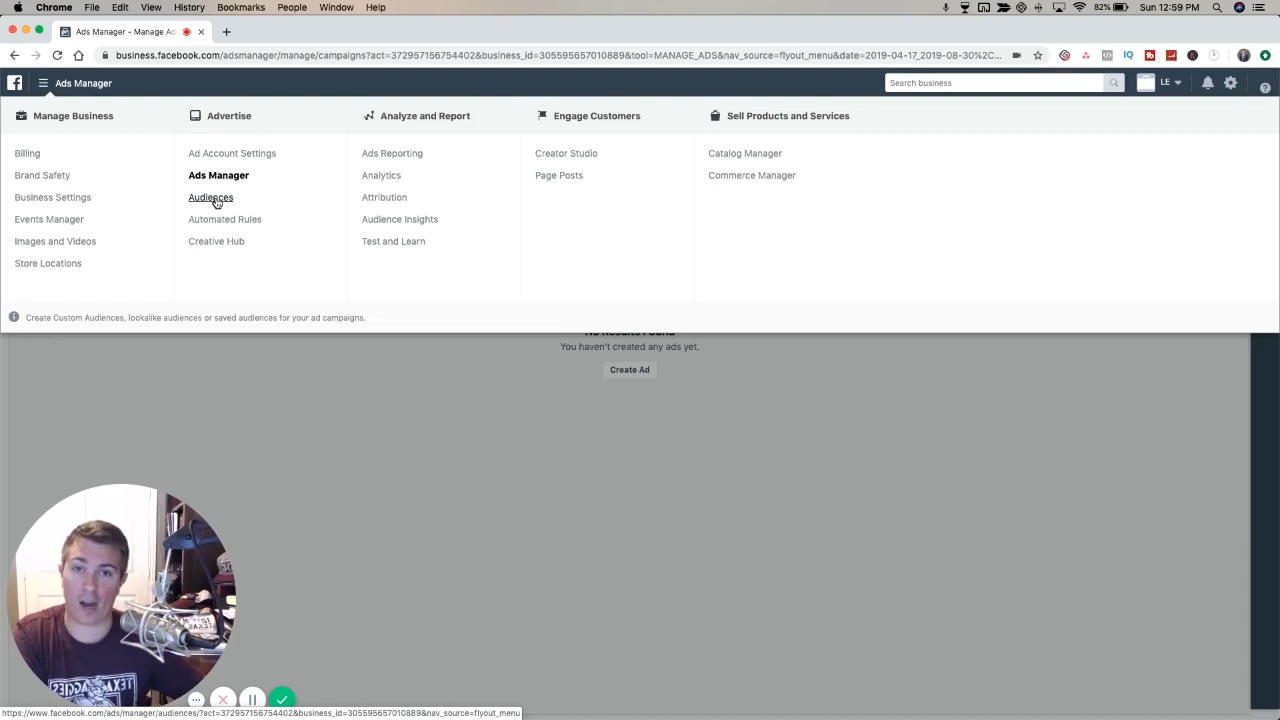 Chrome File Edit View History Bookmarks People Window Help 82% Sun 12:59 PM
Ads Manager - Manage Ads
business.facebook.com/adsmanager/manage/campaigns?act=372957156754402&business_id=305595657010889&tool=MANAGE_ADS&nav_source=flyout_menu&date=2019-04-17_2019-08-30%2C...
Ads Manager
Search business
LE
Manage Business
Billing
Brand Safety
Business Settings
Events Manager
Images and Videos
Store Locations
Advertise
Ad Account Settings
Ads Manager
Audiences
Automated Rules
Creative Hub
Analyze and Report
Ads Reporting
Analytics
Attribution
Audience Insights
Test and Learn
Engage Customers
Creator Studio
Page Posts
Sell Products and Services
Catalog Manager
Commerce Manager
Create Custom Audiences, lookalike audiences or saved audiences for your ad campaigns.
No Results Found
You haven't created any ads yet.
Create Ad
TEXAS
TEXAS
AGGIES
https://www.facebook.com/ads/manager/audiences/?act=372957156754402&business_id=305595657010889&nav_source=flyout_menu